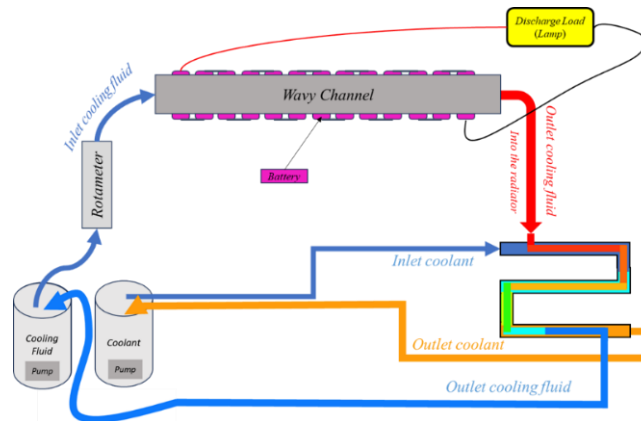 Discharge Load
(Lamp)
Inlet cooling fluid
Wavy Channel
Outlet cooling fluid
Into the radiator
Battery
Rotameter
Inlet coolant
Cooling
Fluid
Pump
Coolant
Pump
Outlet coolant
Outlet cooling fluid